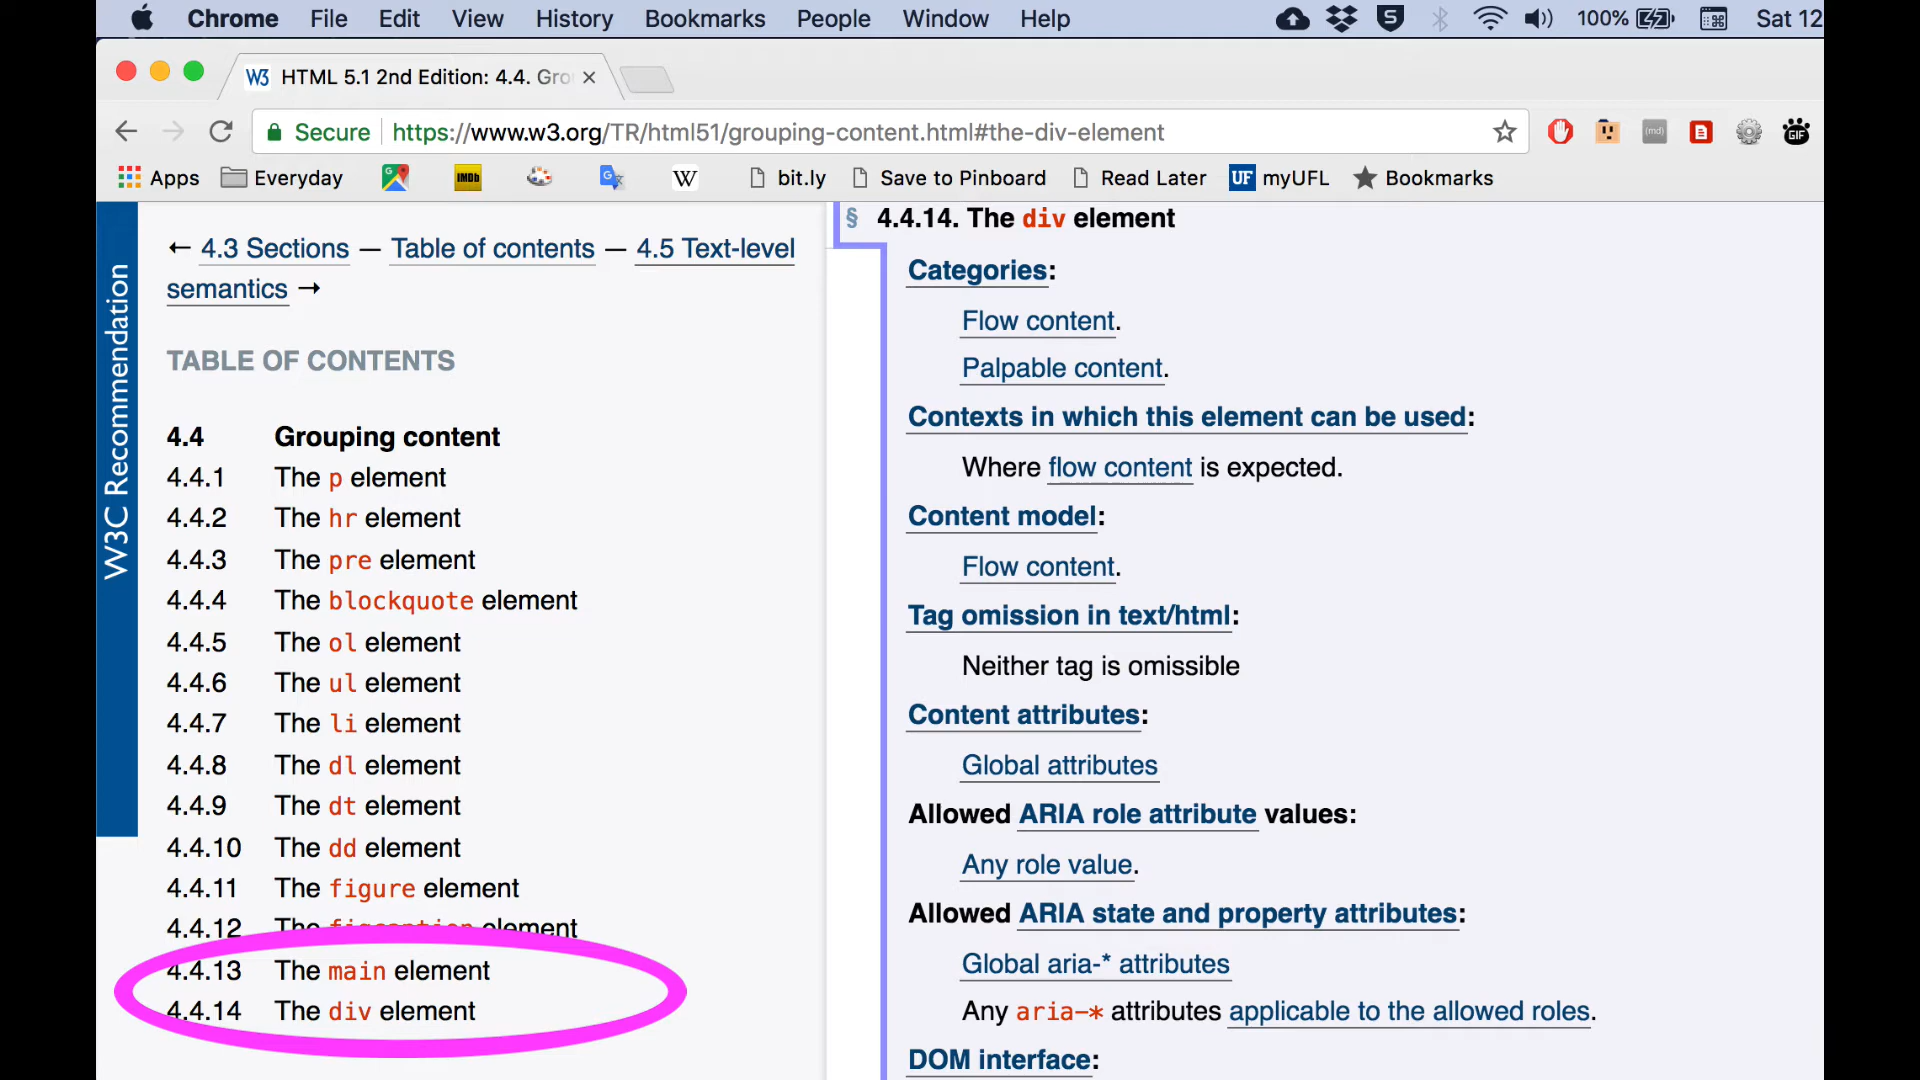 Chrome File Edit View History Bookmarks People Window Help 100% Sat 12
W3 HTML 5.1 2nd Edition: 4.4. Gro
Secure https://www.w3.org/TR/html51/grouping-content.html#the-div-element
Apps Everyday IMDb W bit.ly Save to Pinboard Read Later UF myUFL Bookmarks
W3C Recommendation
← 4.3 Sections — Table of contents — 4.5 Text-level
semantics →
TABLE OF CONTENTS
4.4 Grouping content
4.4.1 The p element
4.4.2 The hr element
4.4.3 The pre element
4.4.4 The blockquote element
4.4.5 The ol element
4.4.6 The ul element
4.4.7 The li element
4.4.8 The dl element
4.4.9 The dt element
4.4.10 The dd element
4.4.11 The figure element
4.4.12 The figcaption element
4.4.13 The main element
4.4.14 The div element
§ 4.4.14. The div element
Categories:
Flow content.
Palpable content.
Contexts in which this element can be used:
Where flow content is expected.
Content model:
Flow content.
Tag omission in text/html:
Neither tag is omissible
Content attributes:
Global attributes
Allowed ARIA role attribute values:
Any role value.
Allowed ARIA state and property attributes:
Global aria-* attributes
Any aria-* attributes applicable to the allowed roles.
DOM interface: